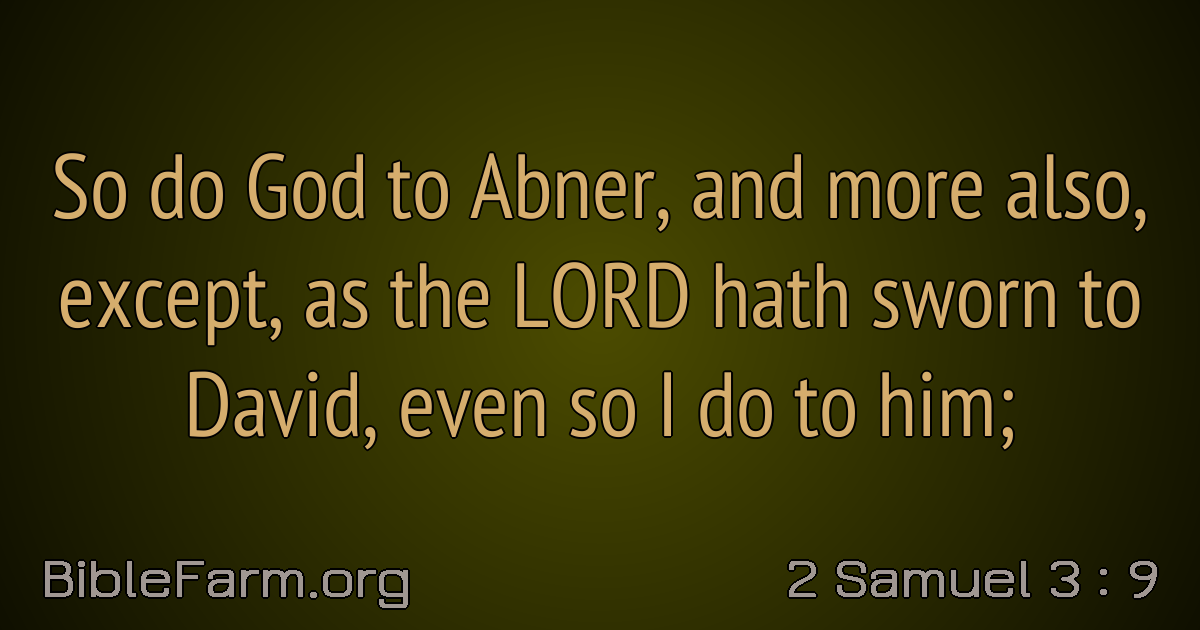 So do God to Abner, and more also,
except, as the LORD hath sworn to
David, even so I do to him;
BibleFarm.org
2 Samuel 3 : 9